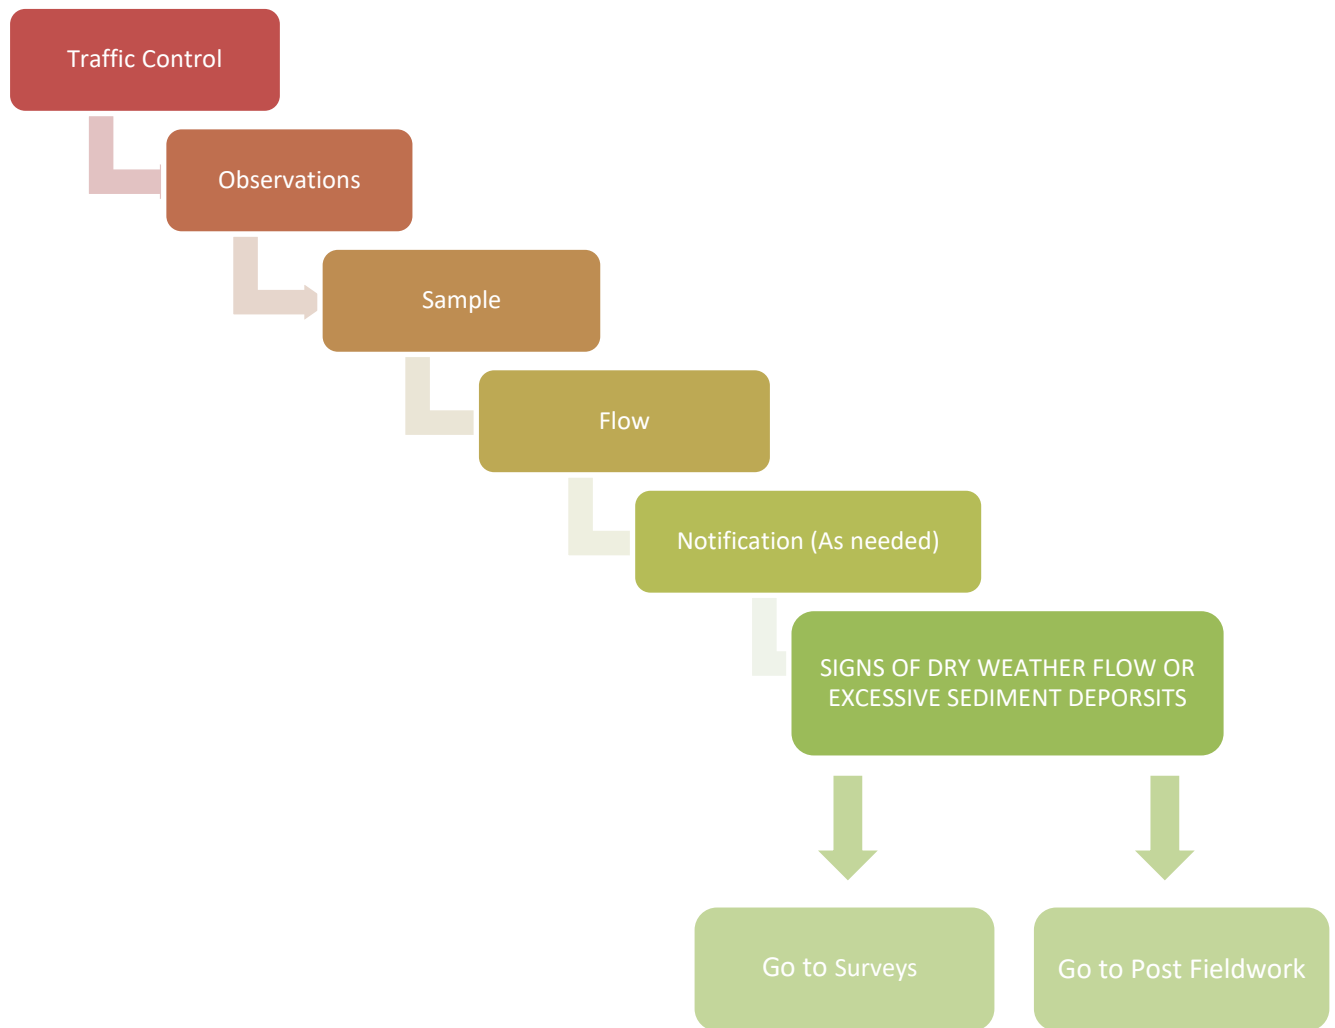 Traffic Control
Observations
Sample
Flow
Notification (As needed)
SIGNS OF DRY WEATHER FLOW OR
EXCESSIVE SEDIMENT DEPORSITS
Go to Surveys
Go to Post Fieldwork